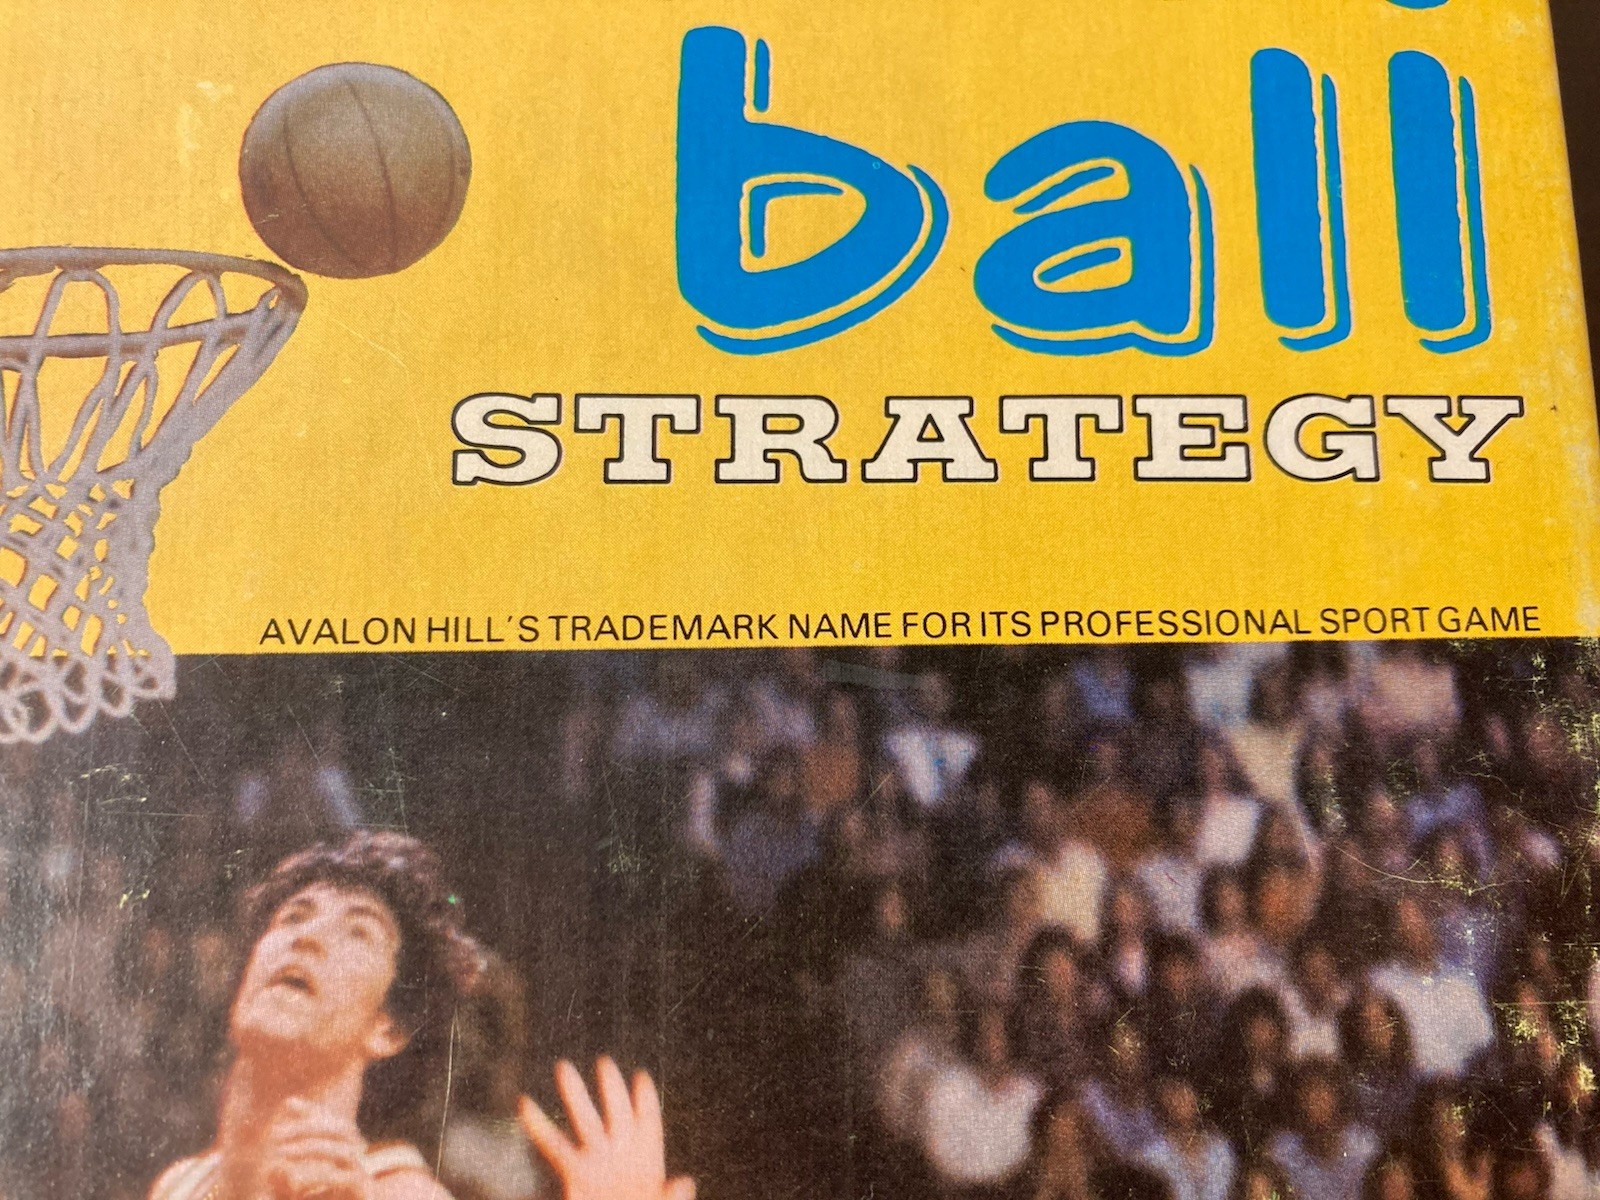 ball
STRATEGY
AVALON HILL'S TRADEMARK NAME FOR ITS PROFESSIONAL SPORT GAME